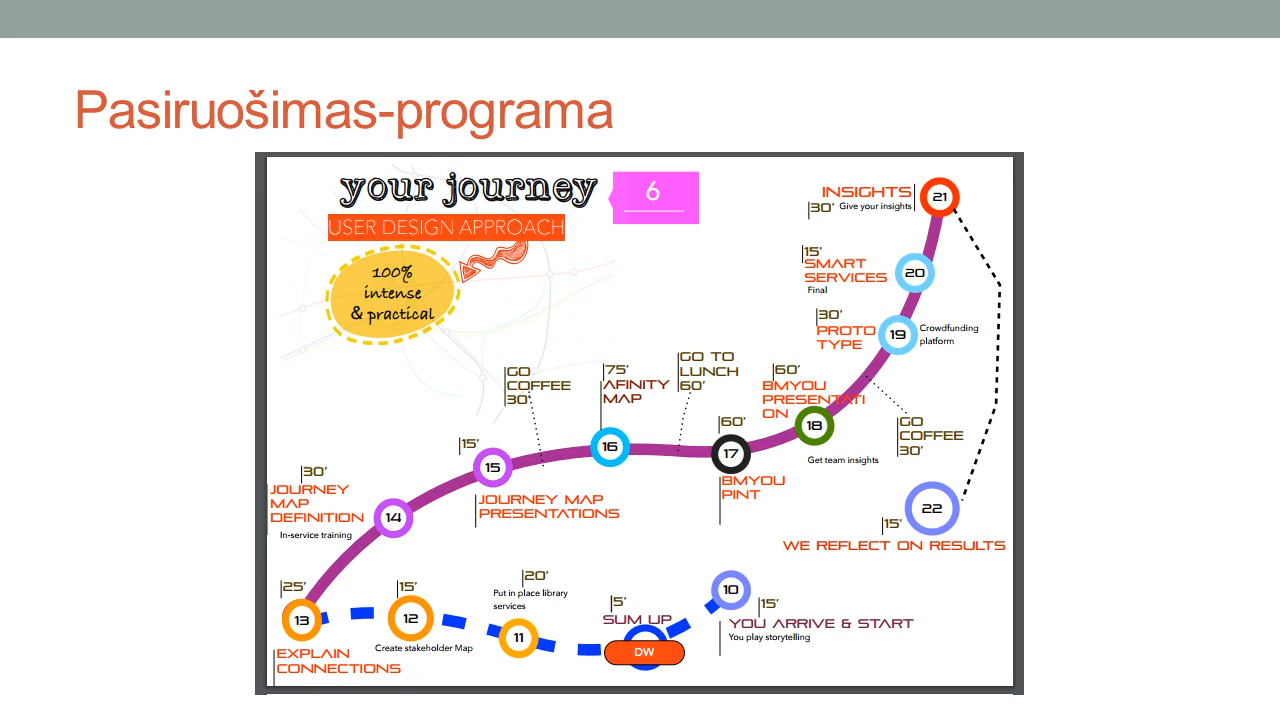 Pasiruošimas-programa
your journey
6
USER DESIGN APPROACH
100%
intense
& practical
INSIGHTS
30' Give your insights
21
15'
SMART
SERVICES
Final
20
30'
PROTO
TYPE
19
Crowdfunding
platform
GO
COFFEE
30'
75'
AFINITY
MAP
GO TO
LUNCH
60'
60'
BMYOU
PRESENTATI
ON
18
Get team insights
GO
COFFEE
30'
15'
15
JOURNEY MAP
PRESENTATIONS
16
60'
17
BMYOU
PINT
30'
JOURNEY
MAP
DEFINITION
In-service training
14
22
15'
WE REFLECT ON RESULTS
25'
13
EXPLAIN
CONNECTIONS
15'
12
Create stakeholder Map
20'
Put in place library
services
11
5'
SUM UP
DW
10
15'
YOU ARRIVE & START
You play storytelling